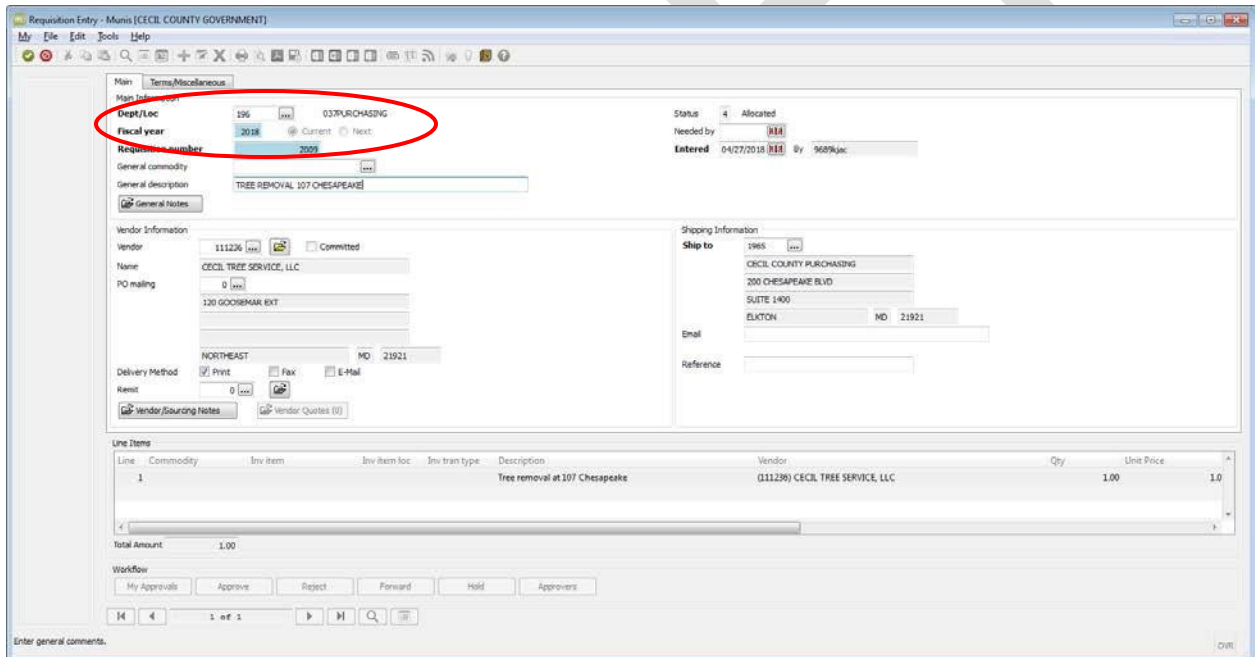 Requisition Entry - Munis [CECIL COUNTY GOVERNMENT]
My File Edit Tools Help
Main Terms/Miscellaneous
Main Information
Dept/Loc 196 ... 037PURCHASING
Fiscal year 2018 Current Next
Requisition number 2009
General commodity ...
General description TREE REMOVAL 107 CHESAPEAKE
General Notes
Status 4 Allocated
Needed by
Entered 04/27/2018 By 9689kjac
Vendor Information
Vendor 111236 ... Committed
Name CECIL TREE SERVICE, LLC
PO mailing 0 ...
120 GOOSEMAR EXT
NORTHEAST MD 21921
Delivery Method Print Fax E-Mail
Remit 0 ...
Vendor/Sourcing Notes Vendor Quotes (0)
Shipping Information
Ship to 196S ...
CECIL COUNTY PURCHASING
200 CHESAPEAKE BLVD
SUITE 1400
ELKTON MD 21921
Email
Reference
Line Items
Line Commodity Inv item Inv item loc Inv tran type Description Vendor Qty Unit Price
1 Tree removal at 107 Chesapeake (111236) CECIL TREE SERVICE, LLC 1.00 1.0
Total Amount 1.00
Workflow
My Approvals Approve Reject Forward Hold Approvers
1 of 1
Enter general comments.
OVR